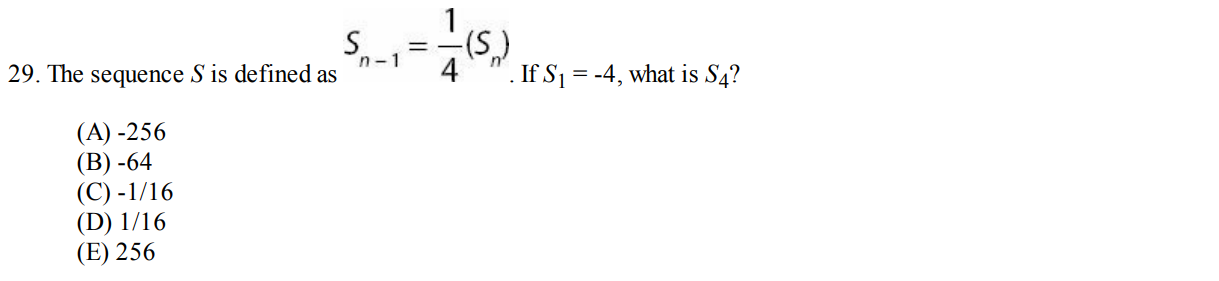 29. The sequence S is defined as S_{n-1} = \frac{1}{4}(S_n). If S_1 = -4, what is S_4?
(A) -256
(B) -64
(C) -1/16
(D) 1/16
(E) 256